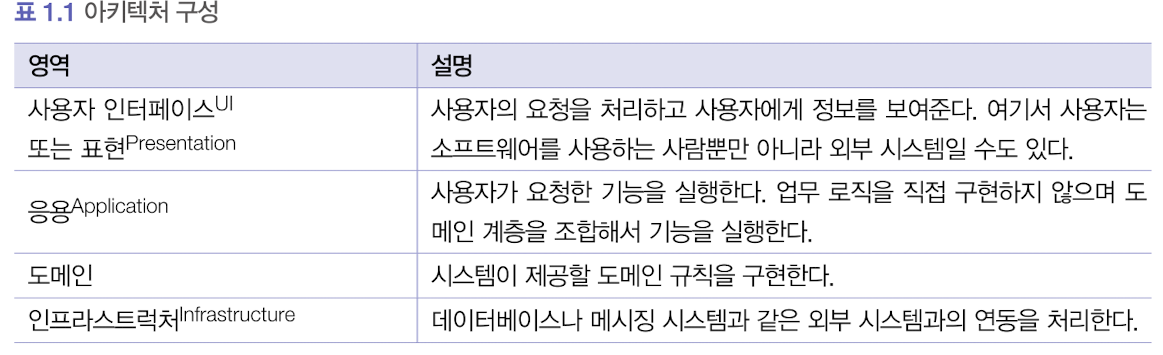 표 1.1 아키텍처 구성
영역
설명
사용자 인터페이스UI
또는 표현Presentation
사용자의 요청을 처리하고 사용자에게 정보를 보여준다. 여기서 사용자는
소프트웨어를 사용하는 사람뿐만 아니라 외부 시스템일 수도 있다.
응용Application
사용자가 요청한 기능을 실행한다. 업무 로직을 직접 구현하지 않으며 도
메인 계층을 조합해서 기능을 실행한다.
도메인
시스템이 제공할 도메인 규칙을 구현한다.
인프라스트럭처Infrastructure
데이터베이스나 메시징 시스템과 같은 외부 시스템과의 연동을 처리한다.